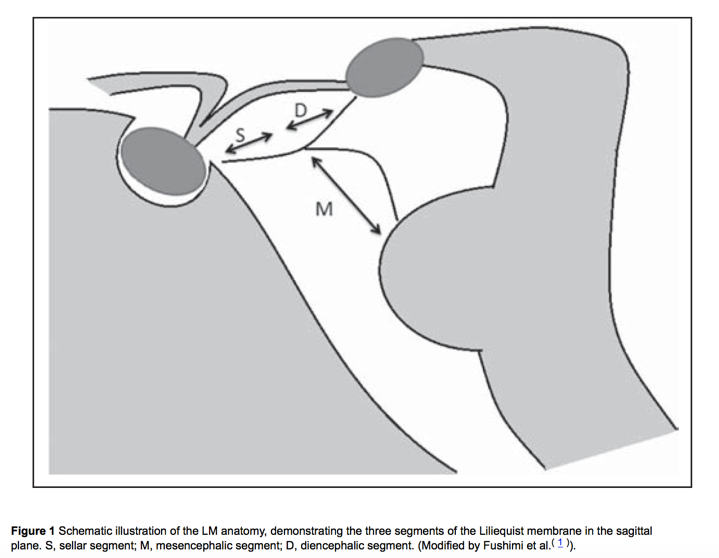 D
S
M
Figure 1 Schematic illustration of the LM anatomy, demonstrating the three segments of the Liliequist membrane in the sagittal
plane. S, sellar segment; M, mesencephalic segment; D, diencephalic segment. (Modified by Fushimi et al.( 1 )).